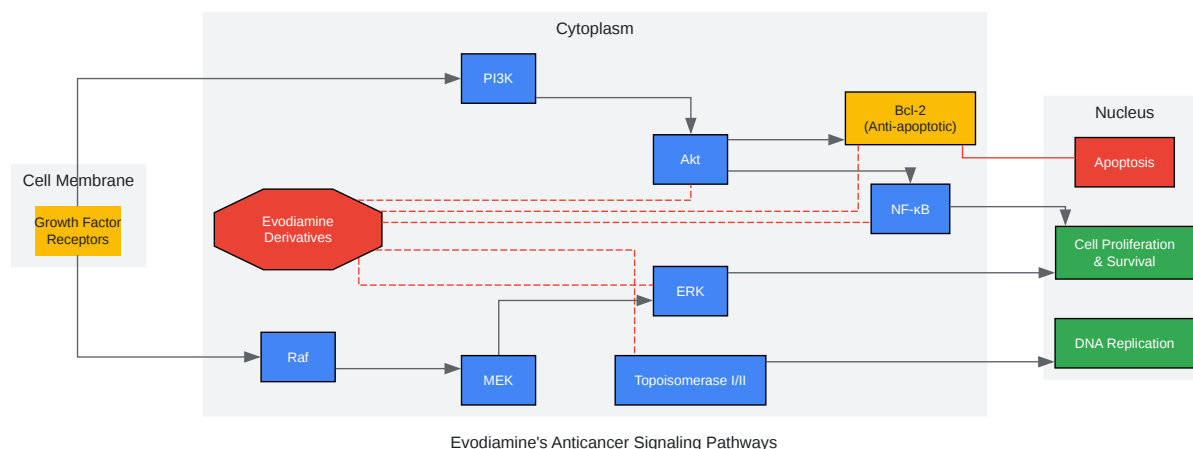 Cytoplasm
PI3K
Bcl-2
(Anti-apoptotic)
Nucleus
Akt
Apoptosis
Cell Membrane
Growth Factor
Receptors
Evodiamine
Derivatives
NF-κB
Cell Proliferation
& Survival
ERK
Raf
MEK
Topoisomerase I/II
DNA Replication
Evodiamine's Anticancer Signaling Pathways